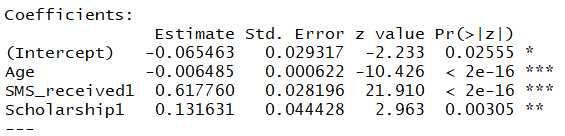 Coefficients:
Estimate Std. Error z value Pr(>|z|)
(Intercept) -0.065463 0.029317 -2.233 0.02555 *
Age -0.006485 0.000622 -10.426 < 2e-16 ***
SMS_received1 0.617760 0.028196 21.910 < 2e-16 ***
Scholarship1 0.131631 0.044428 2.963 0.00305 **
---